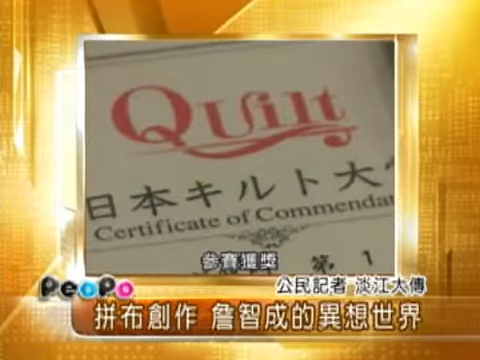 Quilt
日本キルト大
Certificate of Commendat
第 1
參賽獲獎
公民記者 淡江大傳
PeoPo
拼布創作 詹智成的異想世界